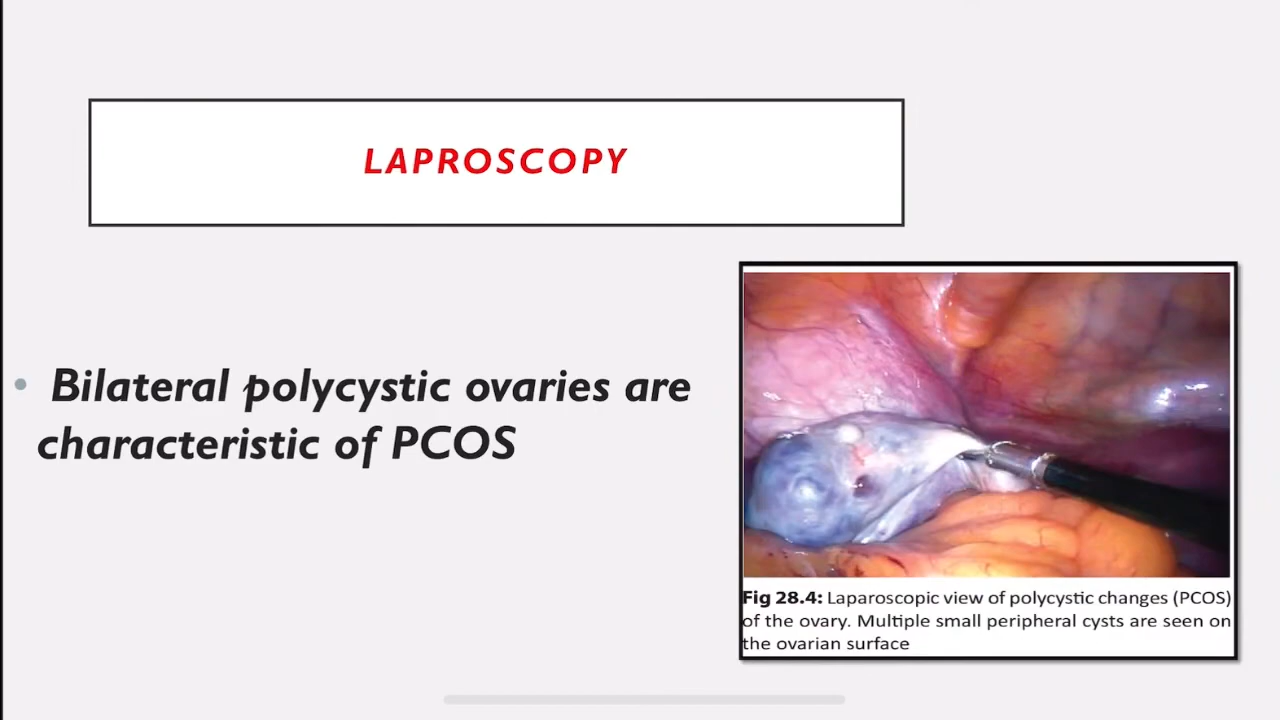 LAPROSCOPY
• Bilateral polycystic ovaries are
characteristic of PCOS
Fig 28.4: Laparoscopic view of polycystic changes (PCOS)
of the ovary. Multiple small peripheral cysts are seen on
the ovarian surface